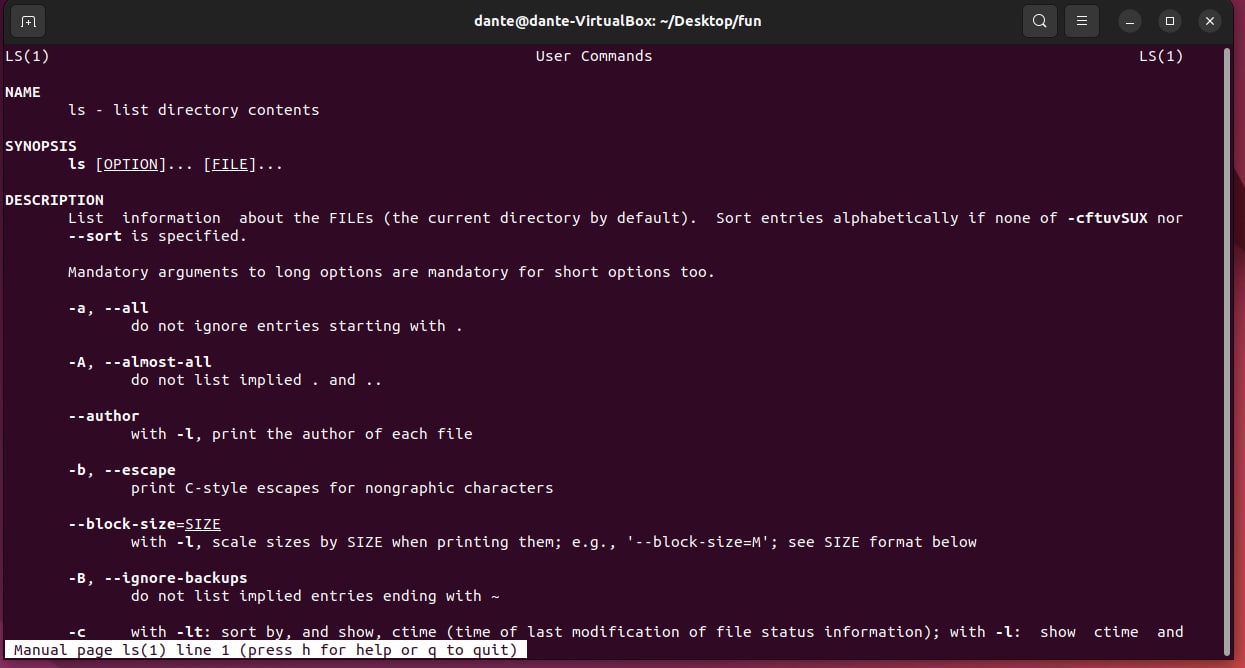 dante@dante-VirtualBox: ~/Desktop/fun
LS(1) User Commands LS(1)
NAME
ls - list directory contents
SYNOPSIS
ls [OPTION]... [FILE]...
DESCRIPTION
List information about the FILEs (the current directory by default). Sort entries alphabetically if none of -cftuvSUX nor
--sort is specified.
Mandatory arguments to long options are mandatory for short options too.
-a, --all
do not ignore entries starting with .
-A, --almost-all
do not list implied . and ..
--author
with -l, print the author of each file
-b, --escape
print C-style escapes for nongraphic characters
--block-size=SIZE
with -l, scale sizes by SIZE when printing them; e.g., '--block-size=M'; see SIZE format below
-B, --ignore-backups
do not list implied entries ending with ~
-c with -lt: sort by, and show, ctime (time of last modification of file status information); with -l: show ctime and
Manual page ls(1) line 1 (press h for help or q to quit)